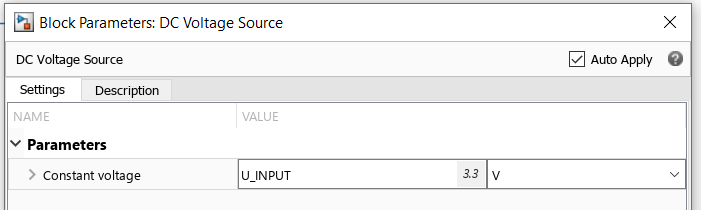 Block Parameters: DC Voltage Source
DC Voltage Source
Auto Apply
Settings Description
NAME VALUE
Parameters
Constant voltage U_INPUT 3.3 V